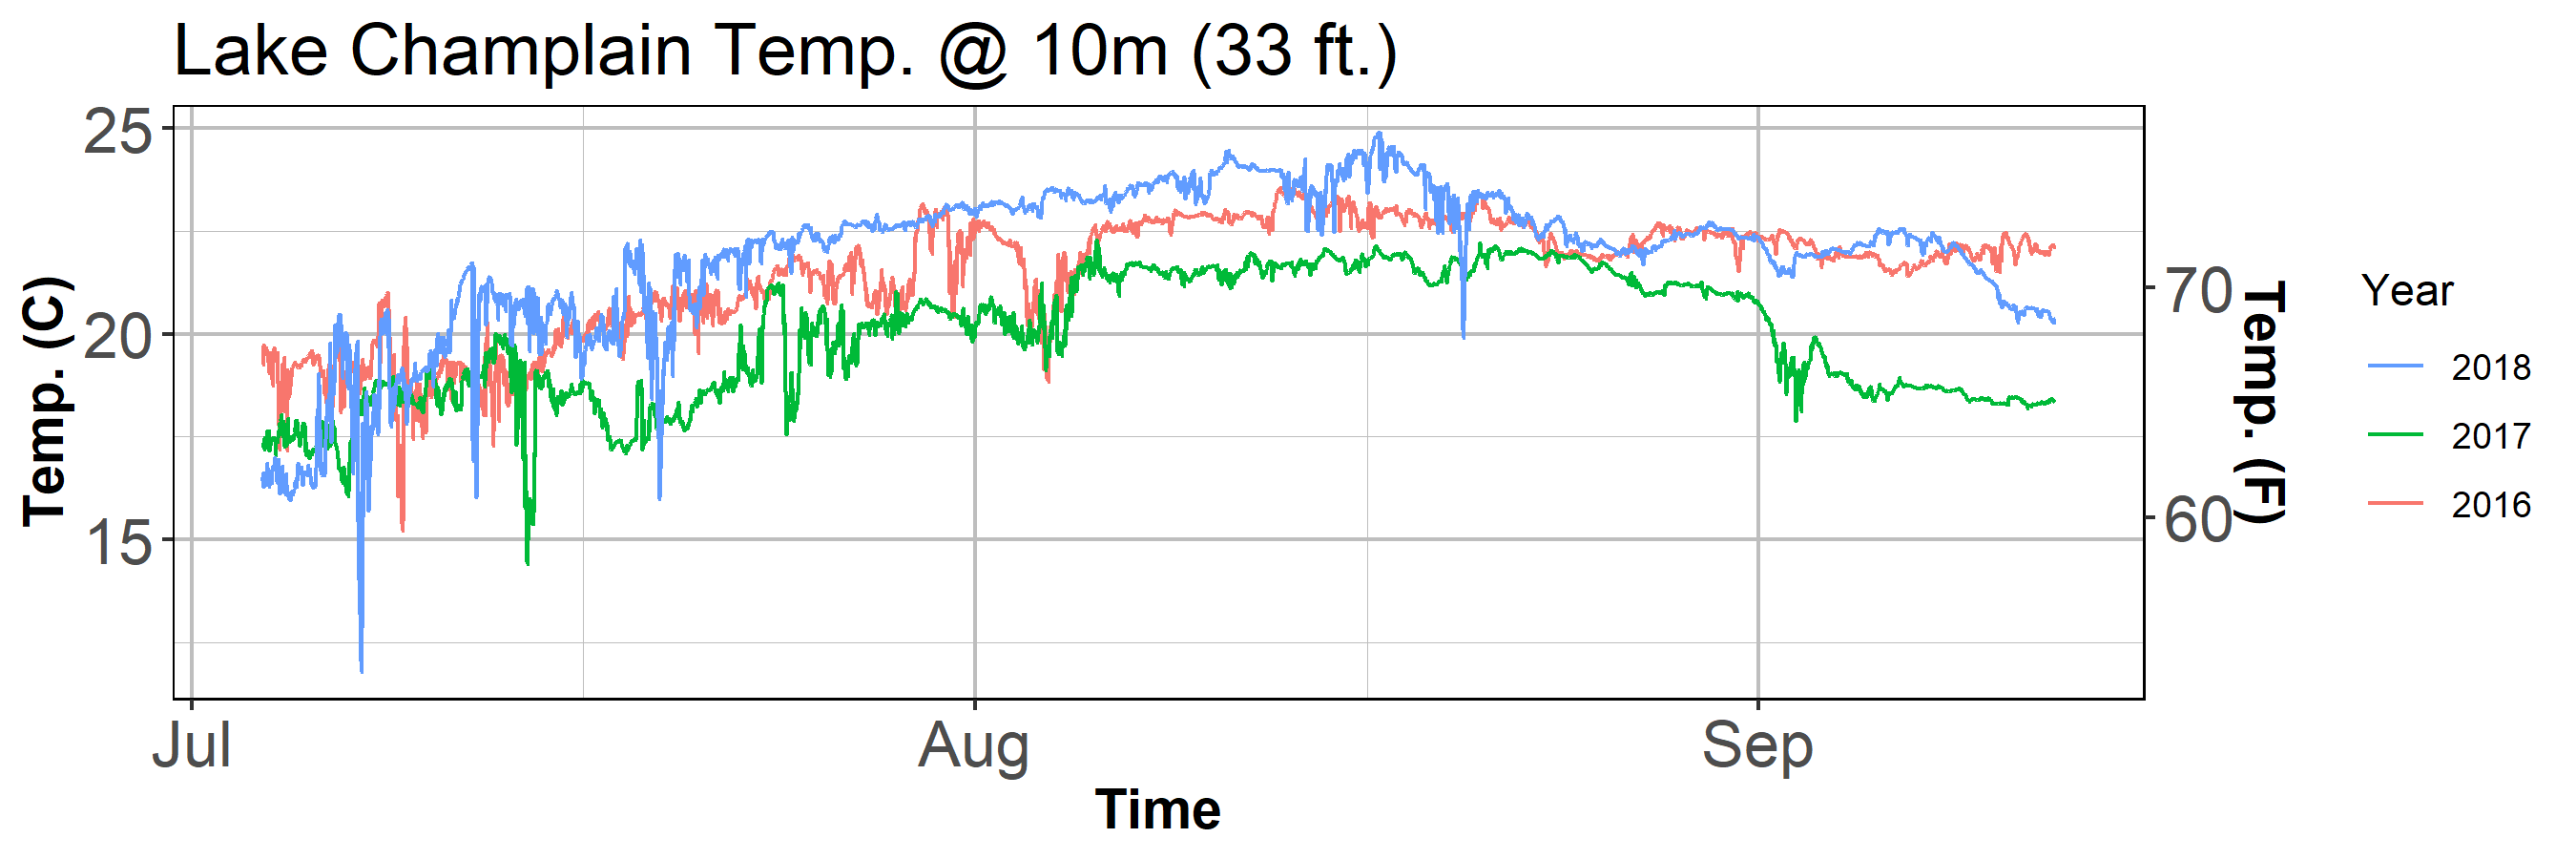 Lake Champlain Temp. @ 10m (33 ft.)
Temp. (C)
25
20
15
Jul
Aug
Sep
Time
70
60
Temp. (F)
Year
2018
2017
2016